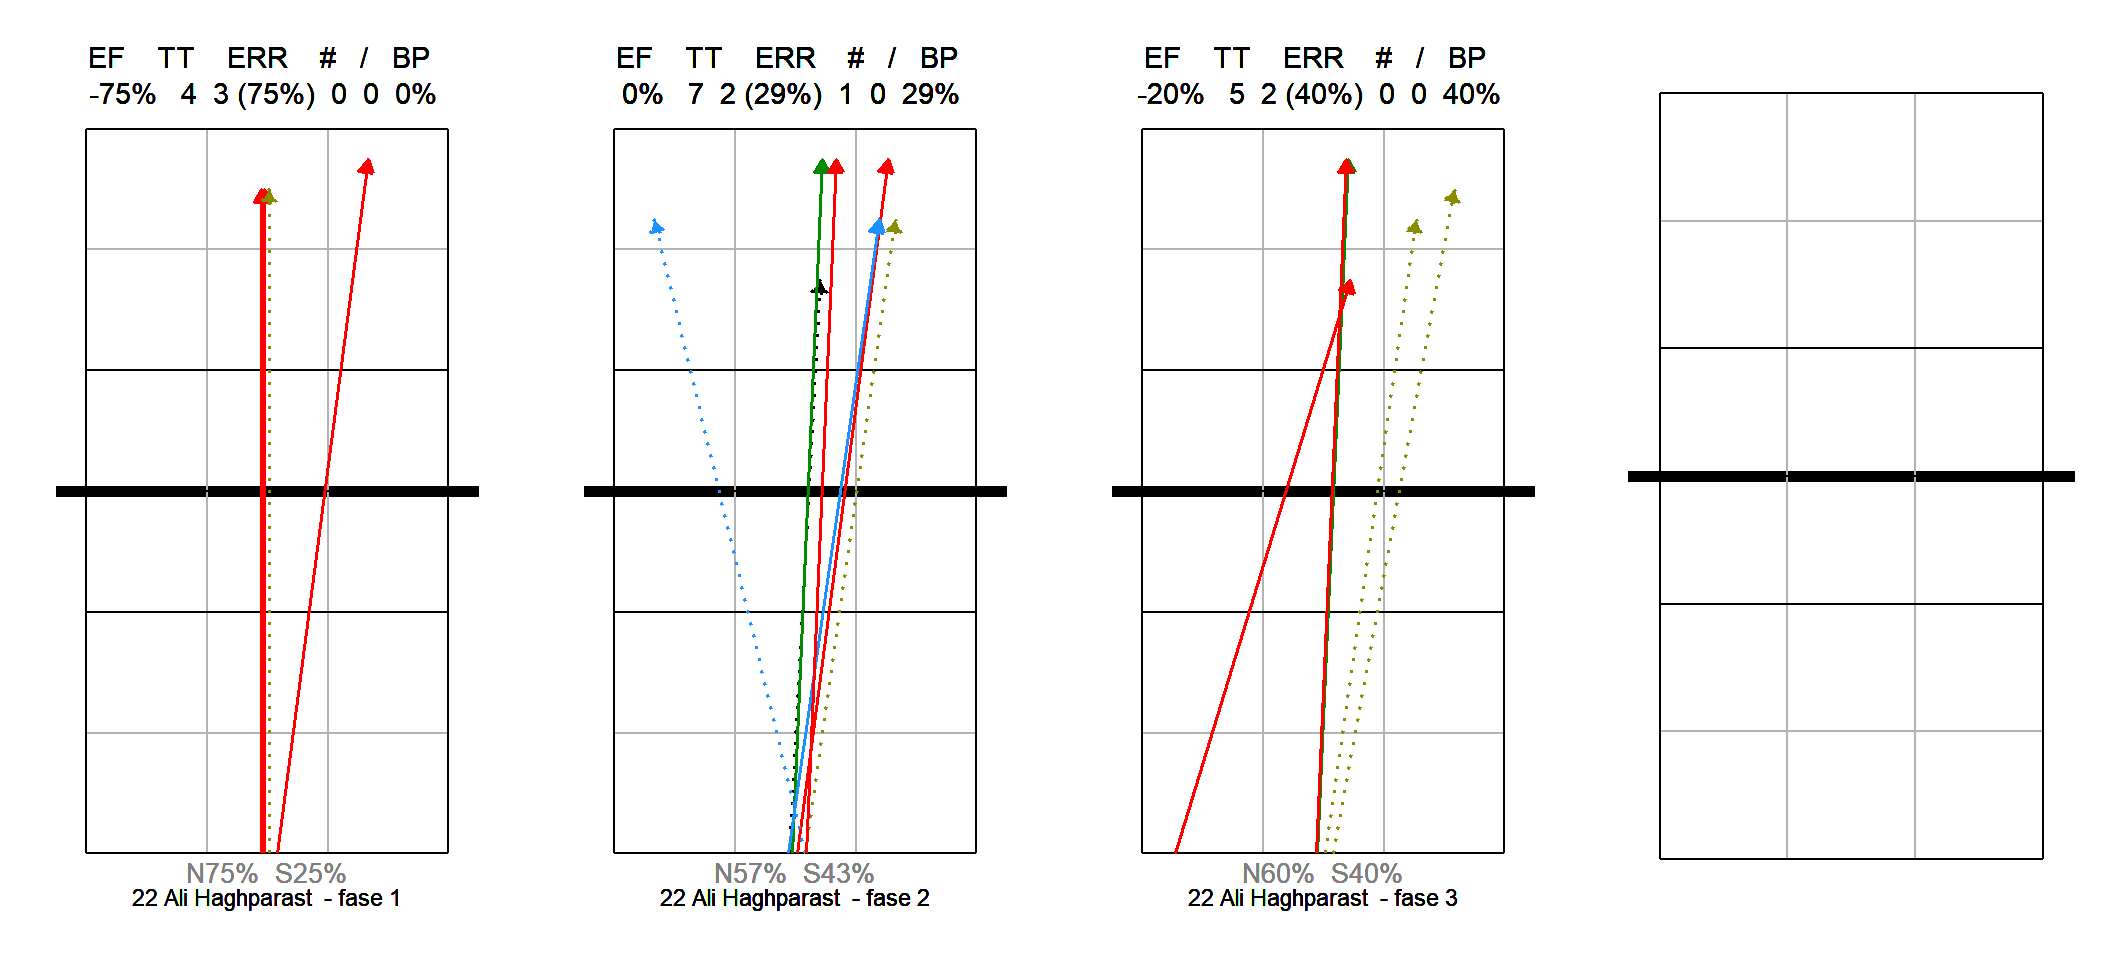 EF TT ERR # / BP
-75% 4 3 (75%) 0 0 0%
N75% S25%
22 Ali Haghparast - fase 1
EF TT ERR # / BP
0% 7 2 (29%) 1 0 29%
N57% S43%
22 Ali Haghparast - fase 2
EF TT ERR # / BP
-20% 5 2 (40%) 0 0 40%
N60% S40%
22 Ali Haghparast - fase 3